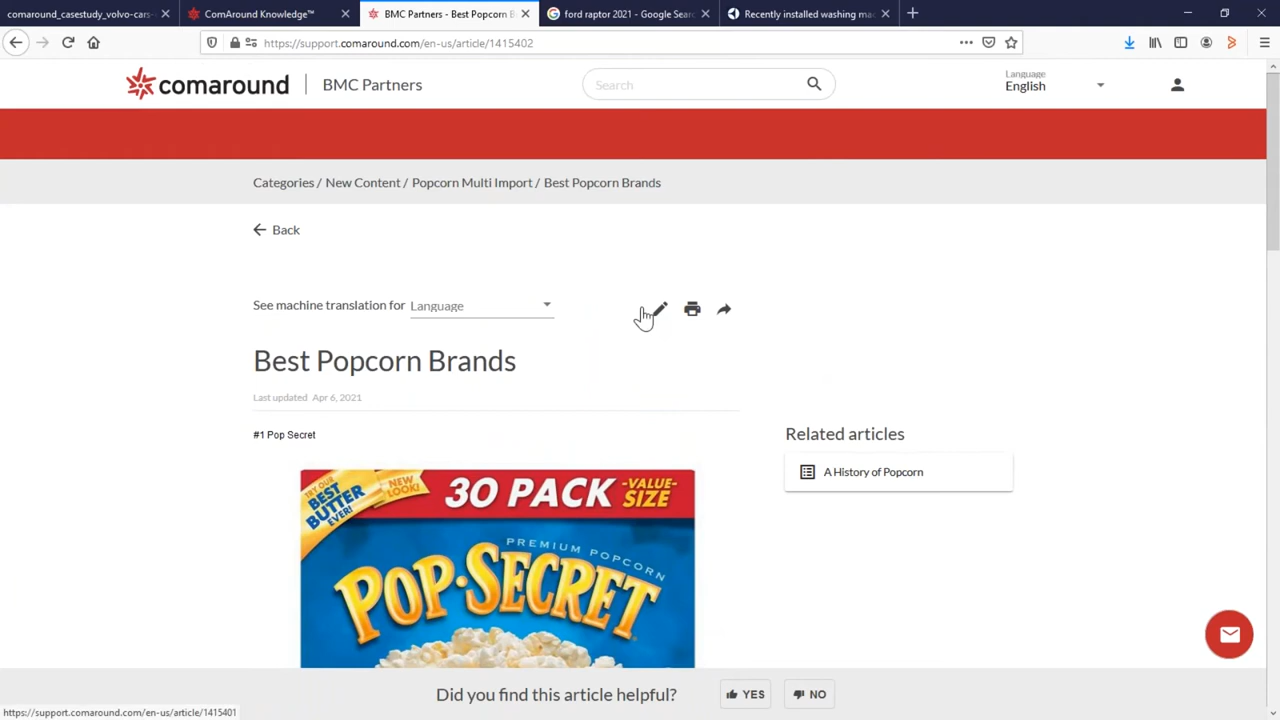 comaround_casestudy_volvo-cars-
ComAround Knowledge™
BMC Partners - Best Popcorn B
ford raptor 2021 - Google Sear
Recently installed washing mac
https://support.comaround.com/en-us/article/1415402
comaround
BMC Partners
Search
Language
English
Categories / New Content / Popcorn Multi Import / Best Popcorn Brands
Back
See machine translation for Language
Best Popcorn Brands
Last updated Apr 6, 2021
#1 Pop Secret
Related articles
A History of Popcorn
TRY OUR
BEST
BUTTER
EVER!
NEW
LOOK!
30 PACK
-VALUE-
SIZE
PREMIUM POPCORN
POP·SECRET
Did you find this article helpful?
YES
NO
https://support.comaround.com/en-us/article/1415401